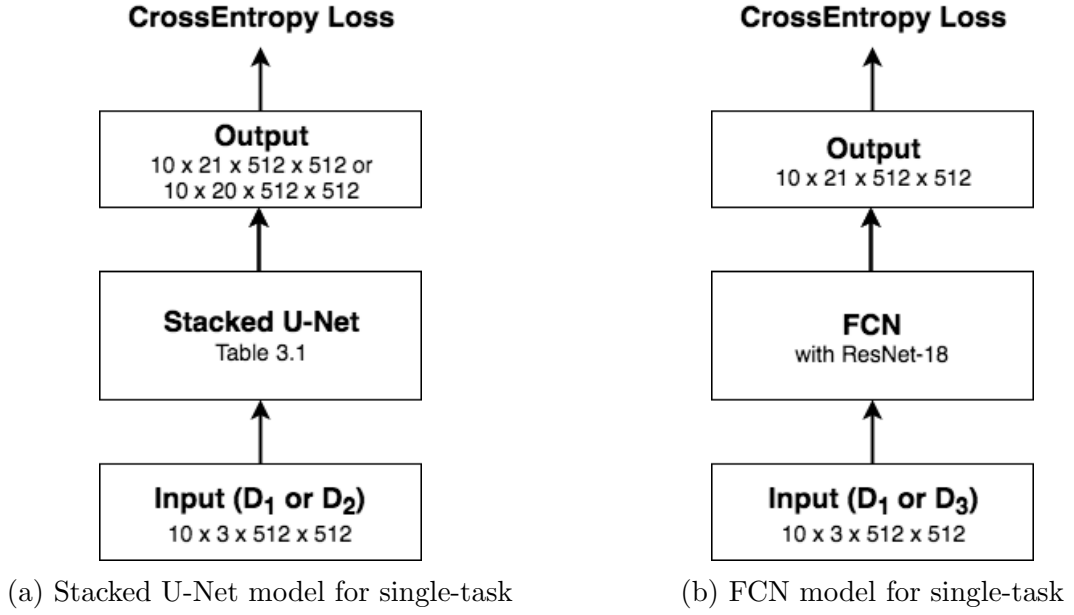 CrossEntropy Loss
Output
10 x 21 x 512 x 512 or
10 x 20 x 512 x 512
Stacked U-Net
Table 3.1
Input (D₁ or D₂)
10 x 3 x 512 x 512
(a) Stacked U-Net model for single-task
CrossEntropy Loss
Output
10 x 21 x 512 x 512
FCN
with ResNet-18
Input (D₁ or D₃)
10 x 3 x 512 x 512
(b) FCN model for single-task